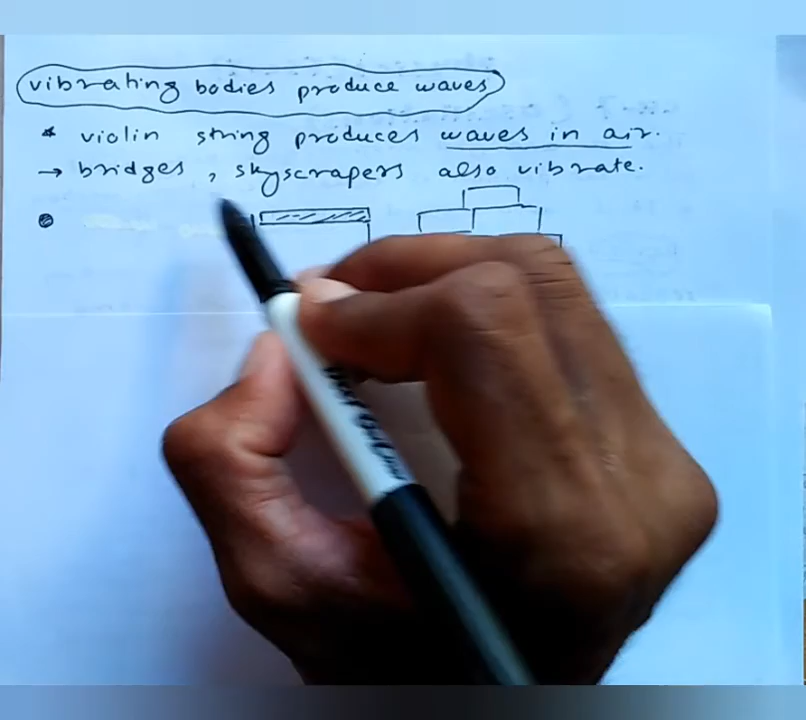 vibrating bodies produce waves
* violin string produces waves in air.
→ bridges, skyscrapers also vibrate.